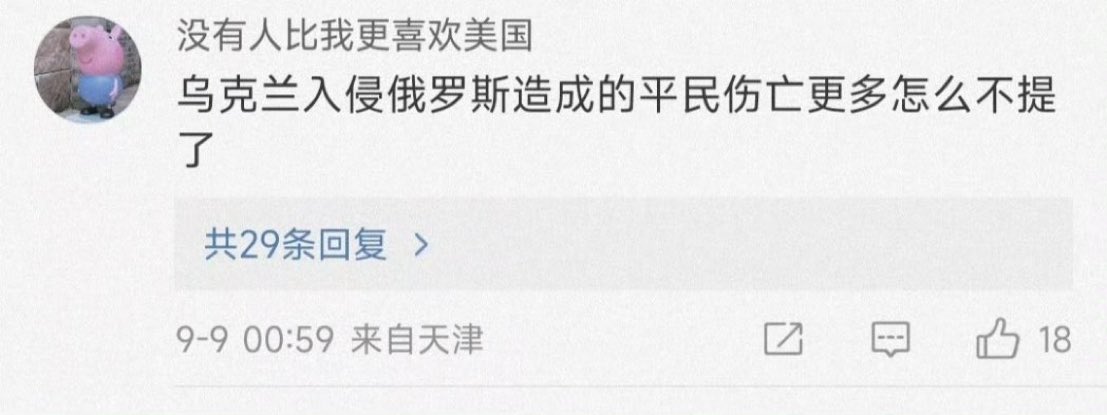 没有人比我更喜欢美国
乌克兰入侵俄罗斯造成的平民伤亡更多怎么不提
了
共29条回复 >
9-9 00:59 来自天津
18